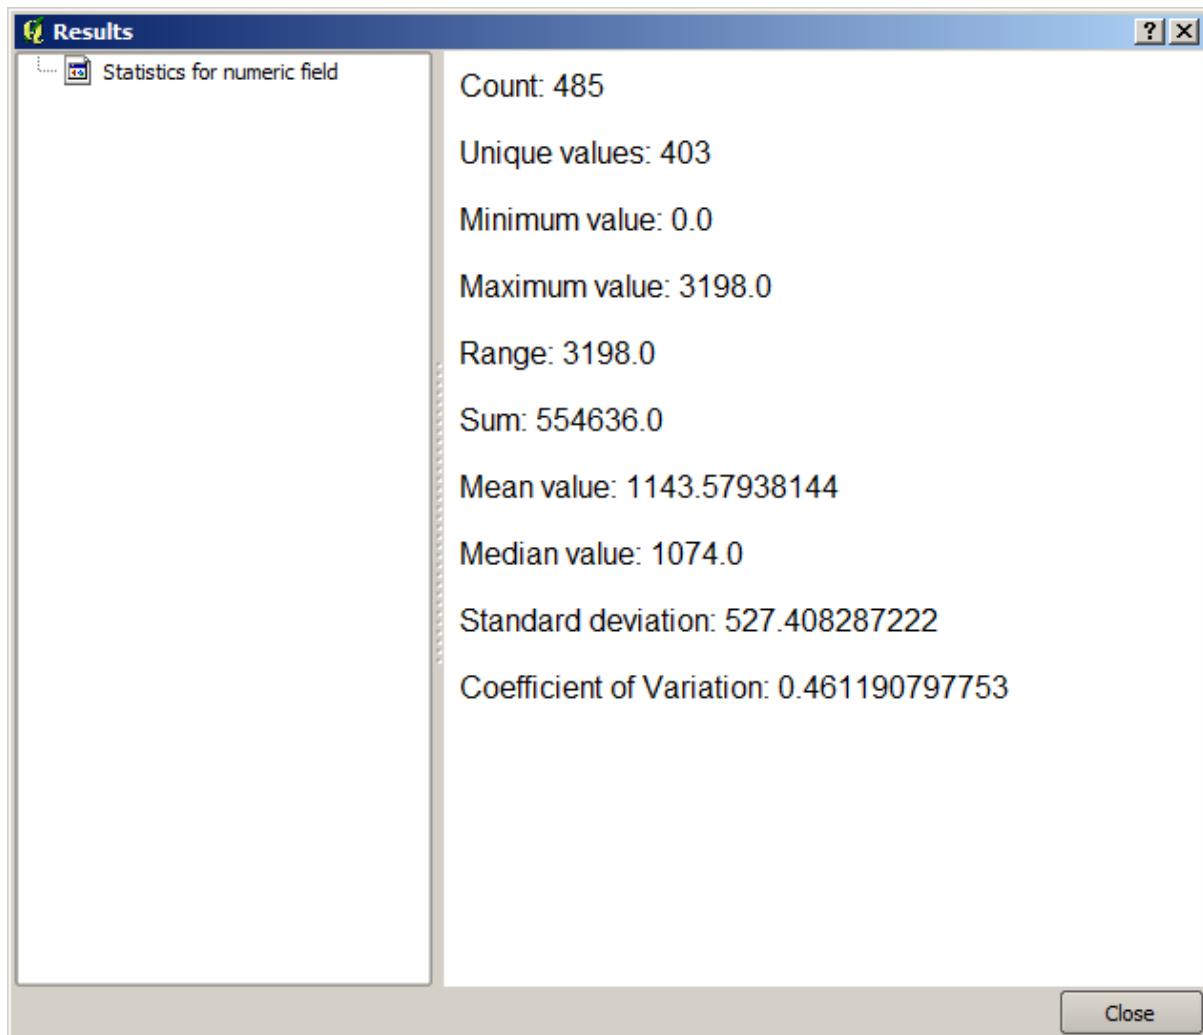 Results
Statistics for numeric field
Count: 485
Unique values: 403
Minimum value: 0.0
Maximum value: 3198.0
Range: 3198.0
Sum: 554636.0
Mean value: 1143.57938144
Median value: 1074.0
Standard deviation: 527.408287222
Coefficient of Variation: 0.461190797753
Close